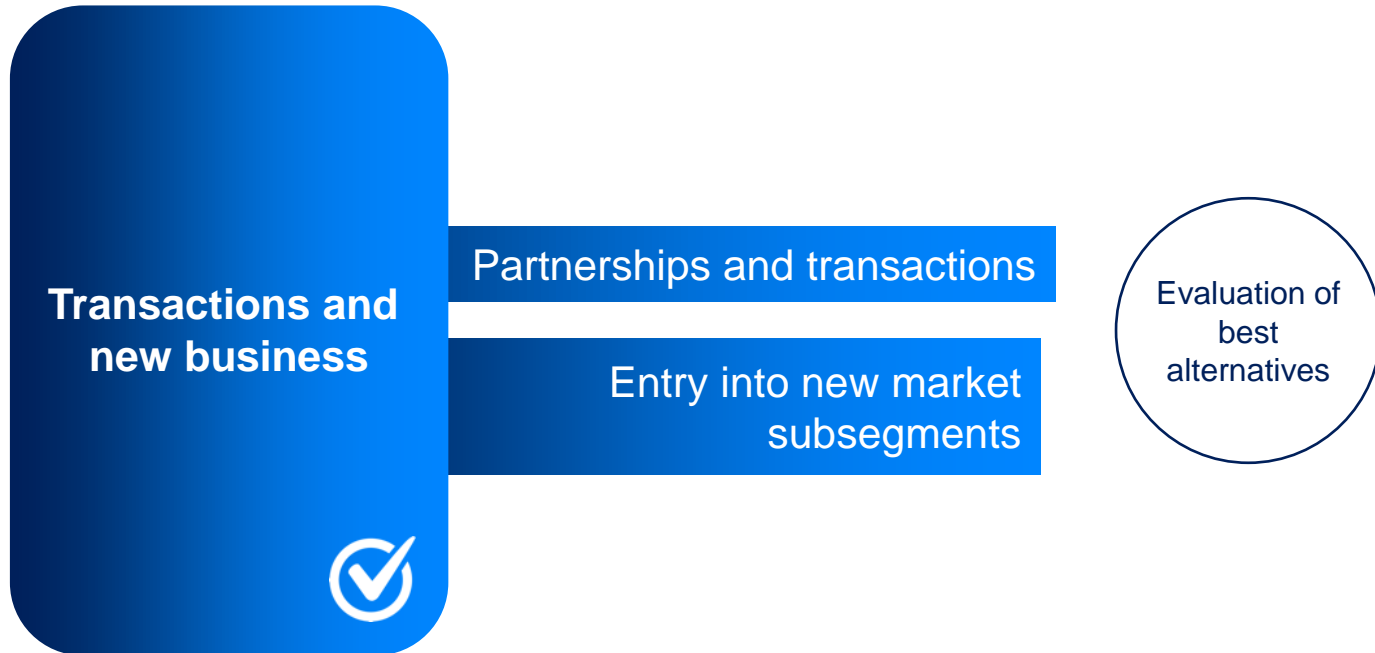 Transactions and
new business
Partnerships and transactions
Entry into new market
subsegments
Evaluation of
best
alternatives